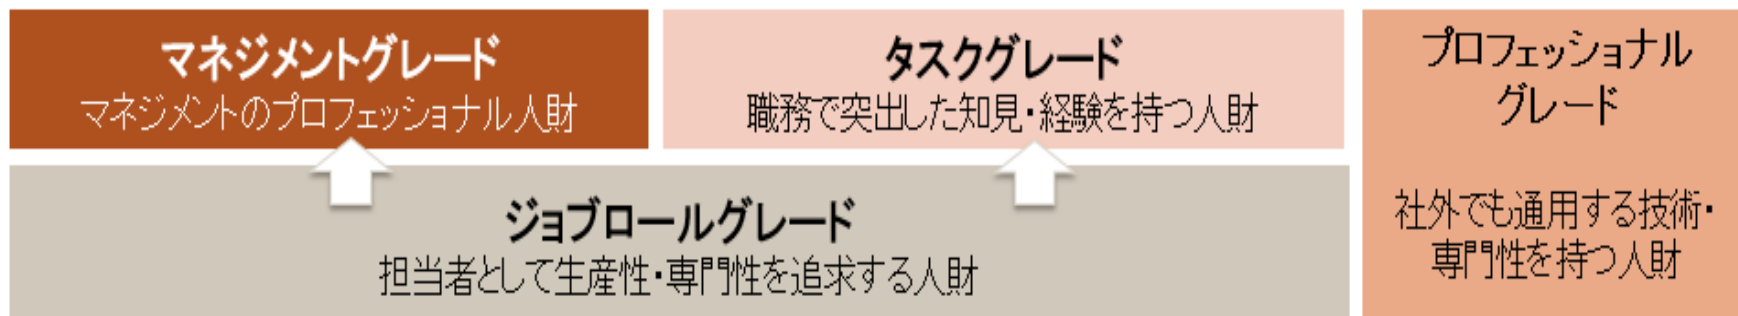 マネジメントグレード
マネジメントのプロフェッショナル人財
タスクグレード
職務で突出した知見・経験を持つ人財
ジョブロールグレード
担当者として生産性・専門性を追求する人財
プロフェッショナル
グレード
社外でも通用する技術・
専門性を持つ人財